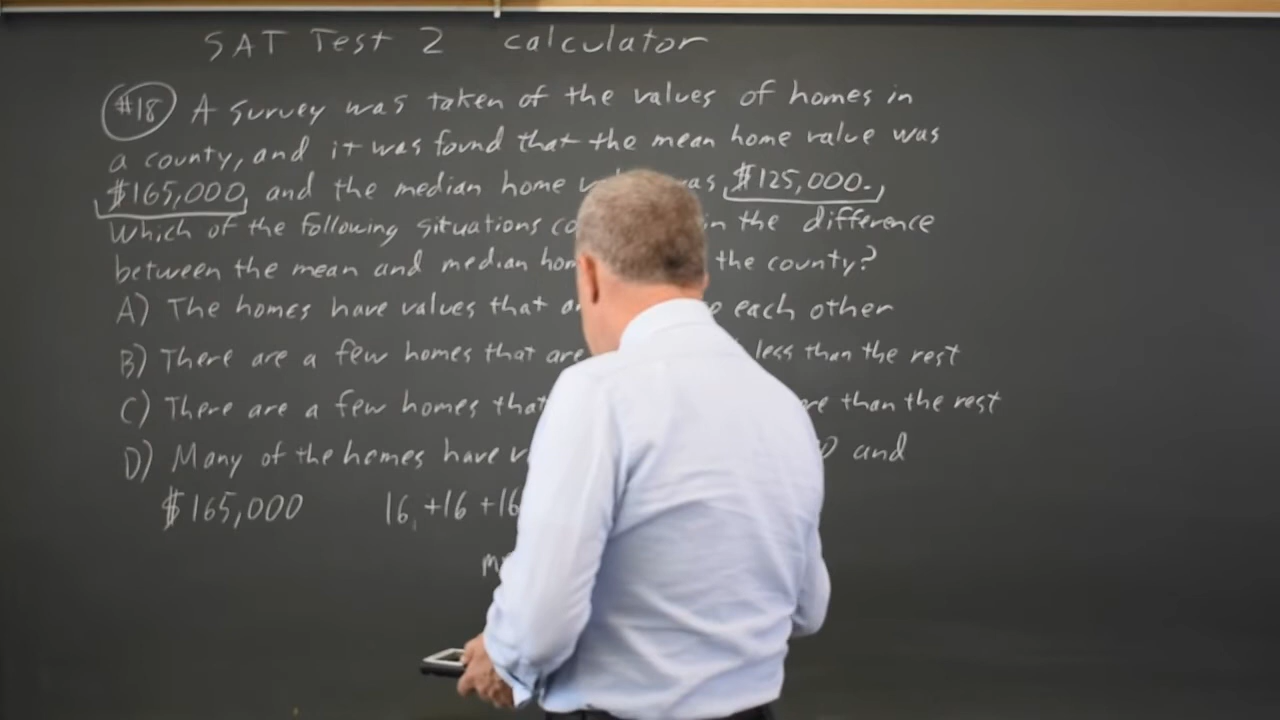 SAT Test 2 calculator
#18 A survey was taken of the values of homes in
a county, and it was found that the mean home value was
$165,000 and the median home was $125,000.
Which of the following situations in the difference
between the mean and median the county?
A) The homes have values that each other
B) There are a few homes that are less than the rest
C) There are a few homes that than the rest
D) Many of the homes have and
$165,000 16 +16 +16